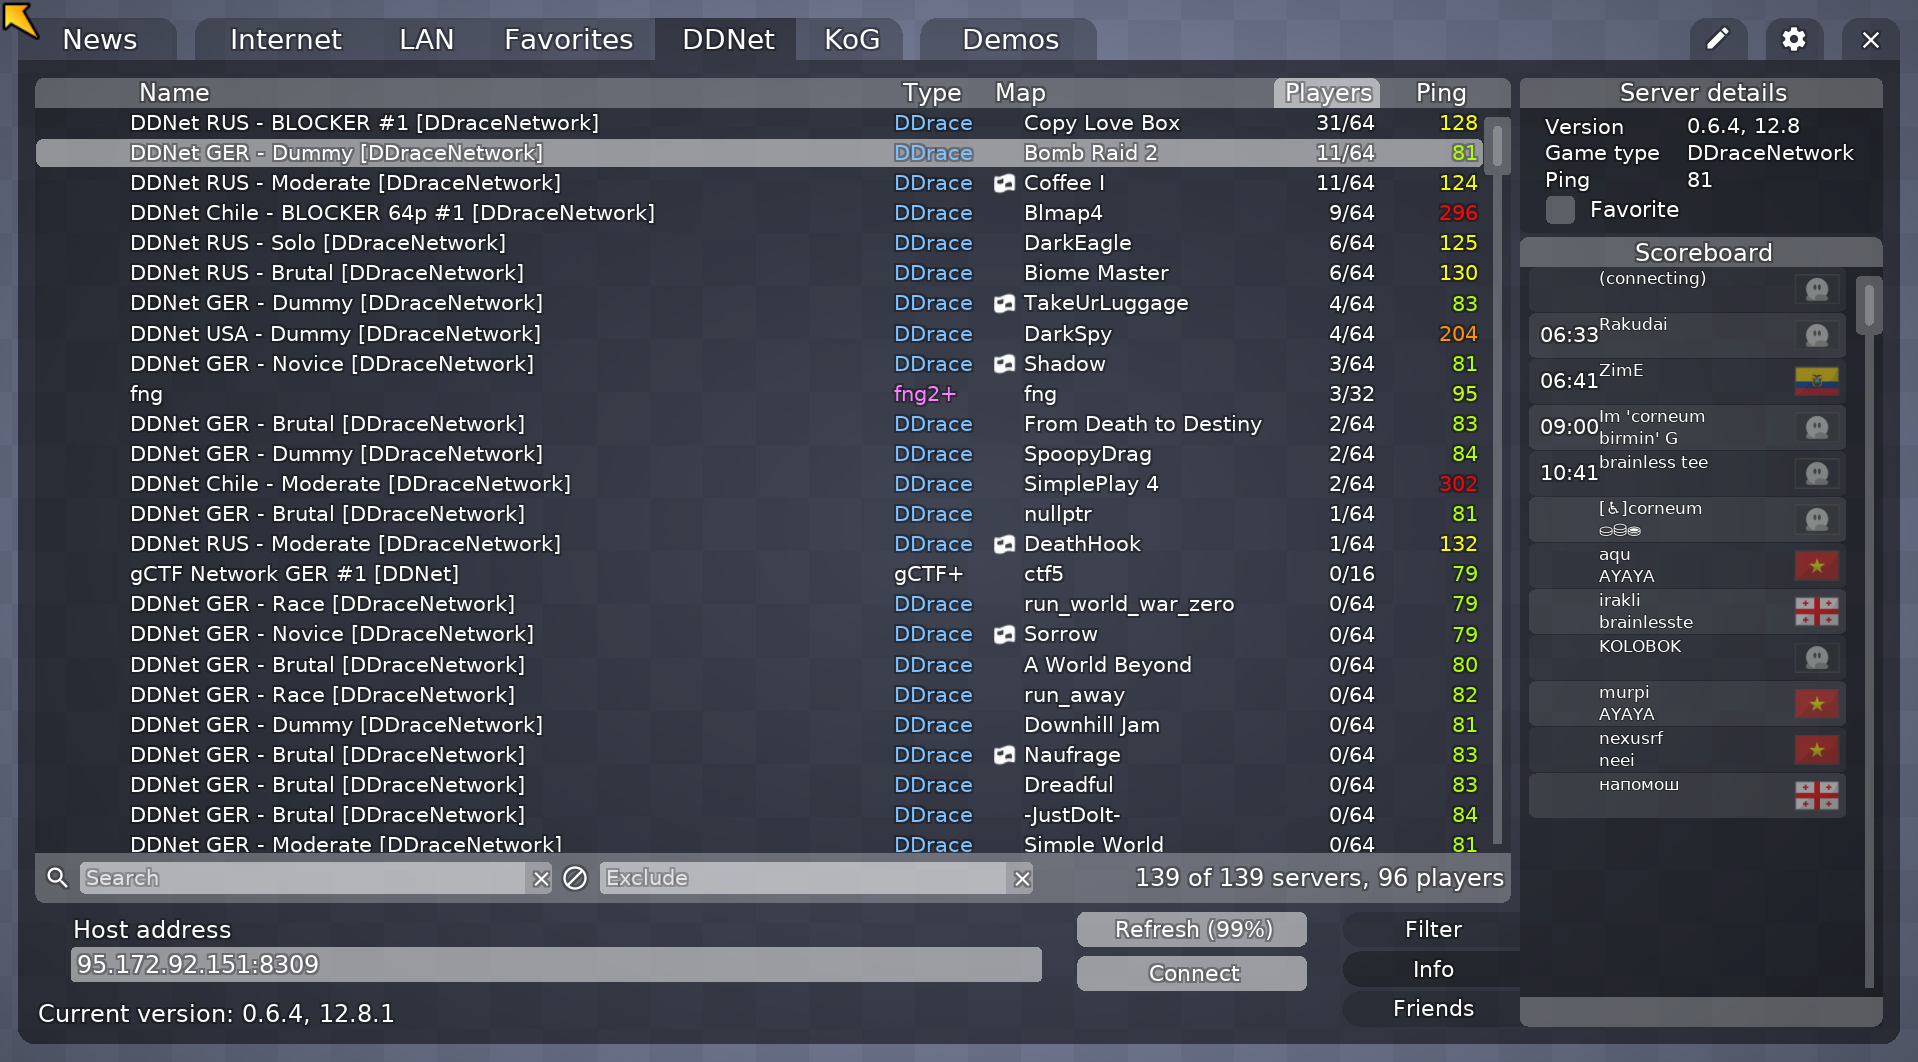 News Internet LAN Favorites DDNet KoG Demos
Name Type Map Players Ping
DDNet RUS - BLOCKER #1 [DDraceNetwork] DDrace Copy Love Box 31/64 128
DDNet GER - Dummy [DDraceNetwork] DDrace Bomb Raid 2 11/64 81
DDNet RUS - Moderate [DDraceNetwork] DDrace Coffee I 11/64 124
DDNet Chile - BLOCKER 64p #1 [DDraceNetwork] DDrace Blmap4 9/64 296
DDNet RUS - Solo [DDraceNetwork] DDrace DarkEagle 6/64 125
DDNet RUS - Brutal [DDraceNetwork] DDrace Biome Master 6/64 130
DDNet GER - Dummy [DDraceNetwork] DDrace TakeUrLuggage 4/64 83
DDNet USA - Dummy [DDraceNetwork] DDrace DarkSpy 4/64 204
DDNet GER - Novice [DDraceNetwork] DDrace Shadow 3/64 81
fng fng2+ fng 3/32 95
DDNet GER - Brutal [DDraceNetwork] DDrace From Death to Destiny 2/64 83
DDNet GER - Dummy [DDraceNetwork] DDrace SpoopyDrag 2/64 84
DDNet Chile - Moderate [DDraceNetwork] DDrace SimplePlay 4 2/64 302
DDNet GER - Brutal [DDraceNetwork] DDrace nullptr 1/64 81
DDNet RUS - Moderate [DDraceNetwork] DDrace DeathHook 1/64 132
gCTF Network GER #1 [DDNet] gCTF+ ctf5 0/16 79
DDNet GER - Race [DDraceNetwork] DDrace run_world_war_zero 0/64 79
DDNet GER - Novice [DDraceNetwork] DDrace Sorrow 0/64 79
DDNet GER - Brutal [DDraceNetwork] DDrace A World Beyond 0/64 80
DDNet GER - Race [DDraceNetwork] DDrace run_away 0/64 82
DDNet GER - Dummy [DDraceNetwork] DDrace Downhill Jam 0/64 81
DDNet GER - Brutal [DDraceNetwork] DDrace Naufrage 0/64 83
DDNet GER - Brutal [DDraceNetwork] DDrace Dreadful 0/64 83
DDNet GER - Brutal [DDraceNetwork] DDrace -JustDoIt- 0/64 84
DDNet GER - Moderate [DDraceNetwork] DDrace Simple World 0/64 81
Search Exclude 139 of 139 servers, 96 players
Host address
95.172.92.151:8309
Refresh (99%)
Connect
Filter
Info
Friends
Current version: 0.6.4, 12.8.1
Server details
Version 0.6.4, 12.8
Game type DDraceNetwork
Ping 81
Favorite
Scoreboard
(connecting)
06:33 Rakudai
06:41 ZimE
09:00 Im 'corneum
birmin' G
10:41 brainless tee
[♿]corneum
⛀⛁⛂
aqu
AYAYA
irakli
brainlesste
KOLOBOK
murpi
AYAYA
nexusrf
neei
напомош